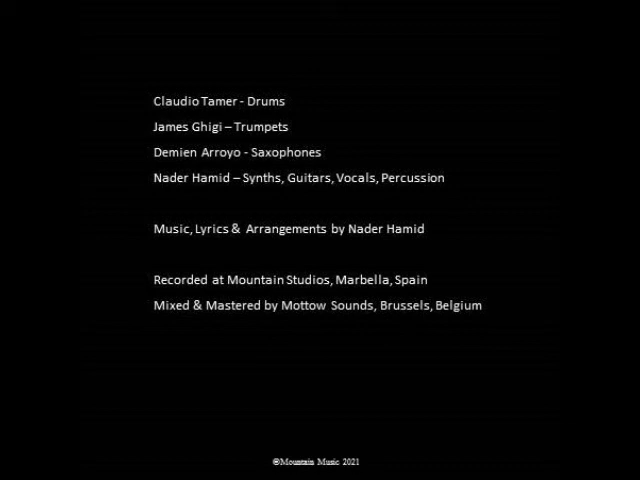 Claudio Tamer - Drums
James Ghigi – Trumpets
Demien Arroyo - Saxophones
Nader Hamid – Synths, Guitars, Vocals, Percussion
Music, Lyrics & Arrangements by Nader Hamid
Recorded at Mountain Studios, Marbella, Spain
Mixed & Mastered by Mottow Sounds, Brussels, Belgium
©Mountain Music 2021